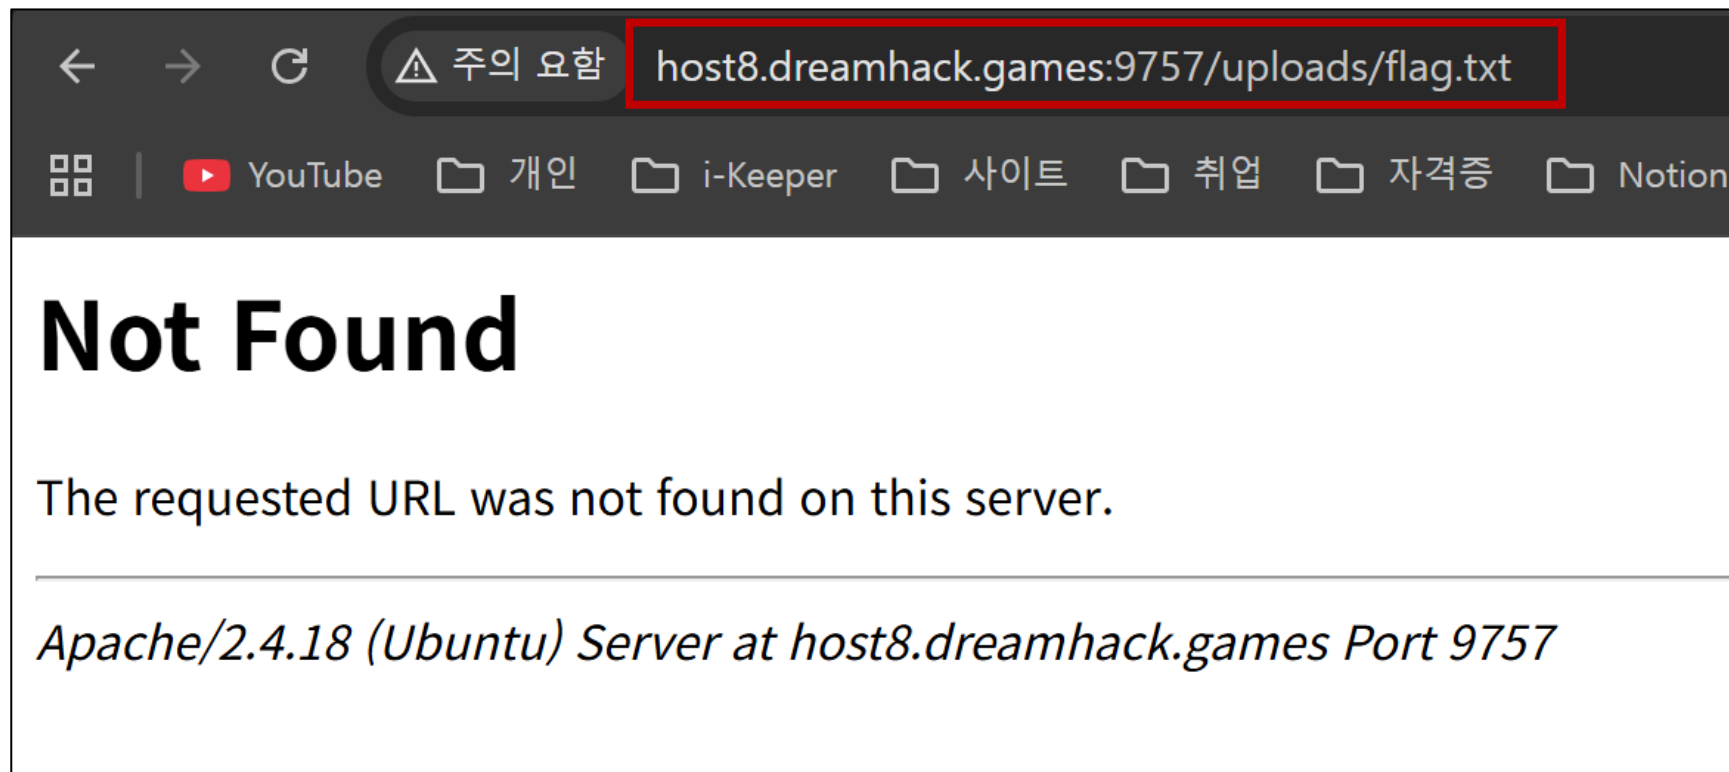 주의 요함 host8.dreamhack.games:9757/uploads/flag.txt
YouTube 개인 i-Keeper 사이트 취업 자격증 Notion
Not Found
The requested URL was not found on this server.
Apache/2.4.18 (Ubuntu) Server at host8.dreamhack.games Port 9757